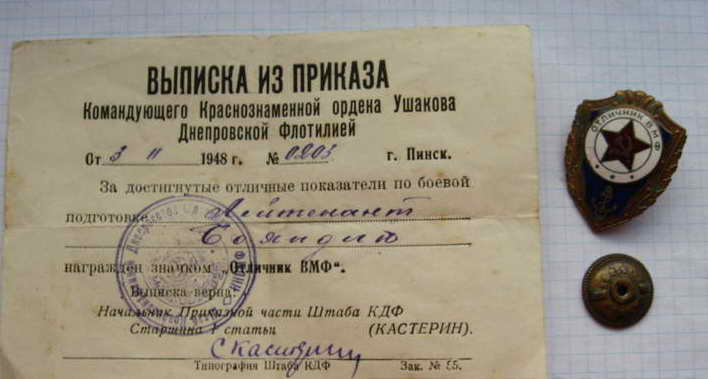 ВЫПИСКА ИЗ ПРИКАЗА
Командующего Краснознаменной ордена Ушакова
Днепровской Флотилией
От 3 II 1948 г. № 0203 г. Пинск.
За достигнутые отличные показатели по боевой
подготовке Лейтенант
награжден значком „Отличник ВМФ“.
Выписка верна:
Начальник Приказной части Штаба КДФ
Старшина 1 статьи (КАСТЕРИН).
Типография Штаба КДФ Зак. № 55.
ОТЛИЧНИК ВМФ